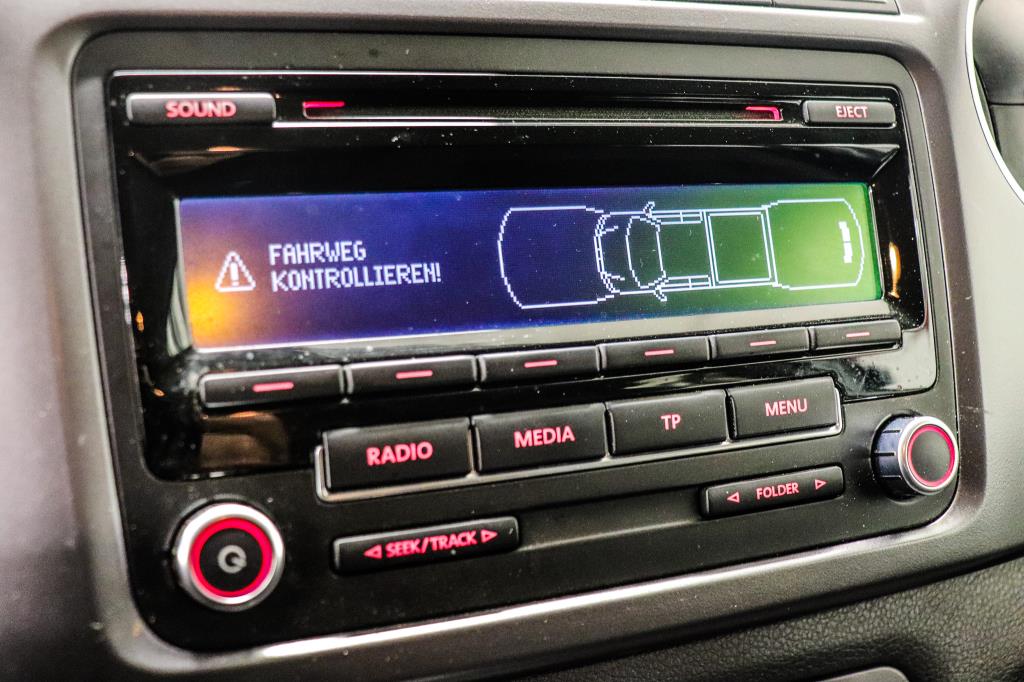 SOUND
EJECT
FAHRWEG
KONTROLLIEREN!
RADIO
MEDIA
TP
MENU
SEEK/TRACK
FOLDER